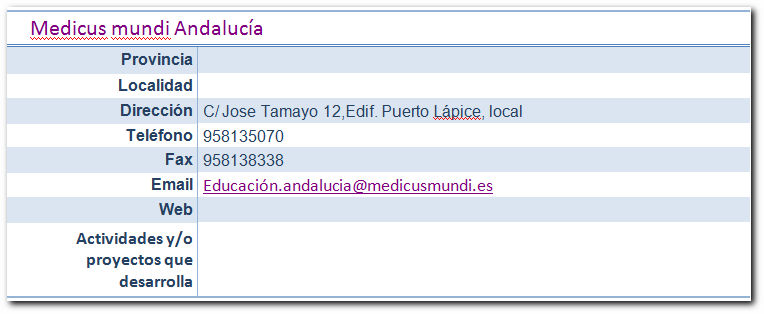 Medicus mundi Andalucía
Provincia
Localidad
Dirección C/ Jose Tamayo 12,Edif. Puerto Lápice, local
Teléfono 958135070
Fax 958138338
Email Educación.andalucia@medicusmundi.es
Web
Actividades y/o
proyectos que
desarrolla